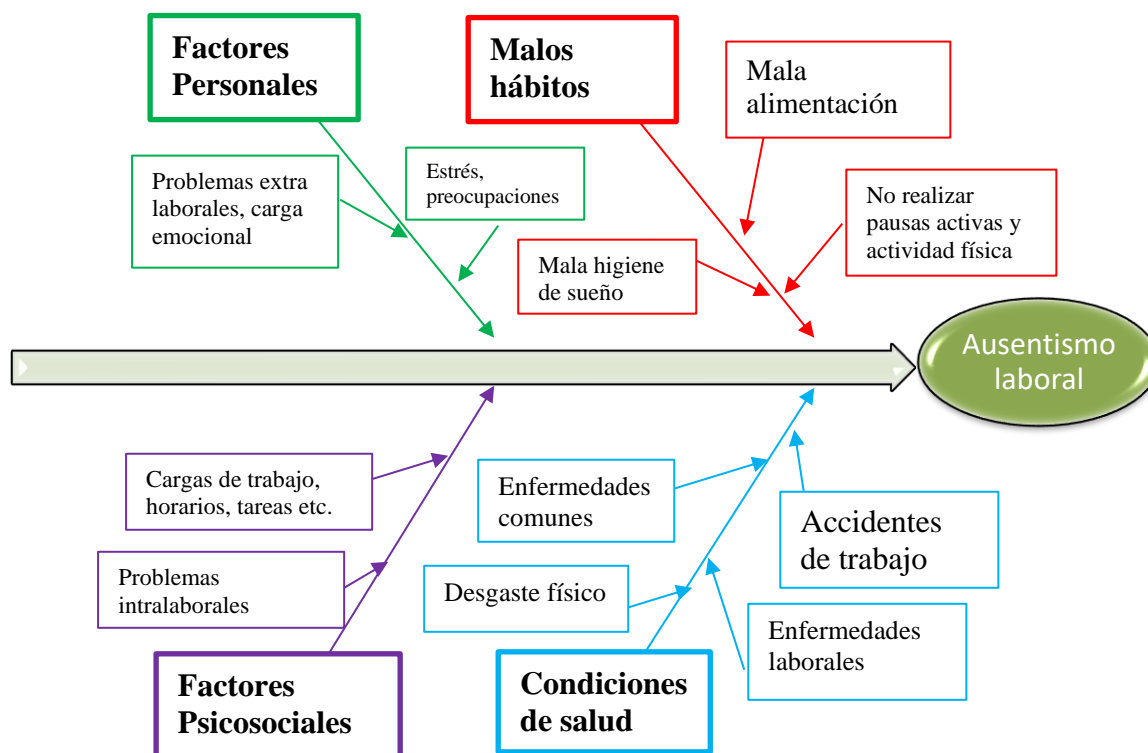 Factores
Personales
Malos
hábitos
Mala
alimentación
Problemas extra
laborales, carga
emocional
Estrés,
preocupaciones
No realizar
pausas activas y
actividad física
Mala higiene
de sueño
Ausentismo
laboral
Cargas de trabajo,
horarios, tareas etc.
Enfermedades
comunes
Accidentes
de trabajo
Problemas
intralaborales
Desgaste físico
Enfermedades
laborales
Factores
Psicosociales
Condiciones
de salud